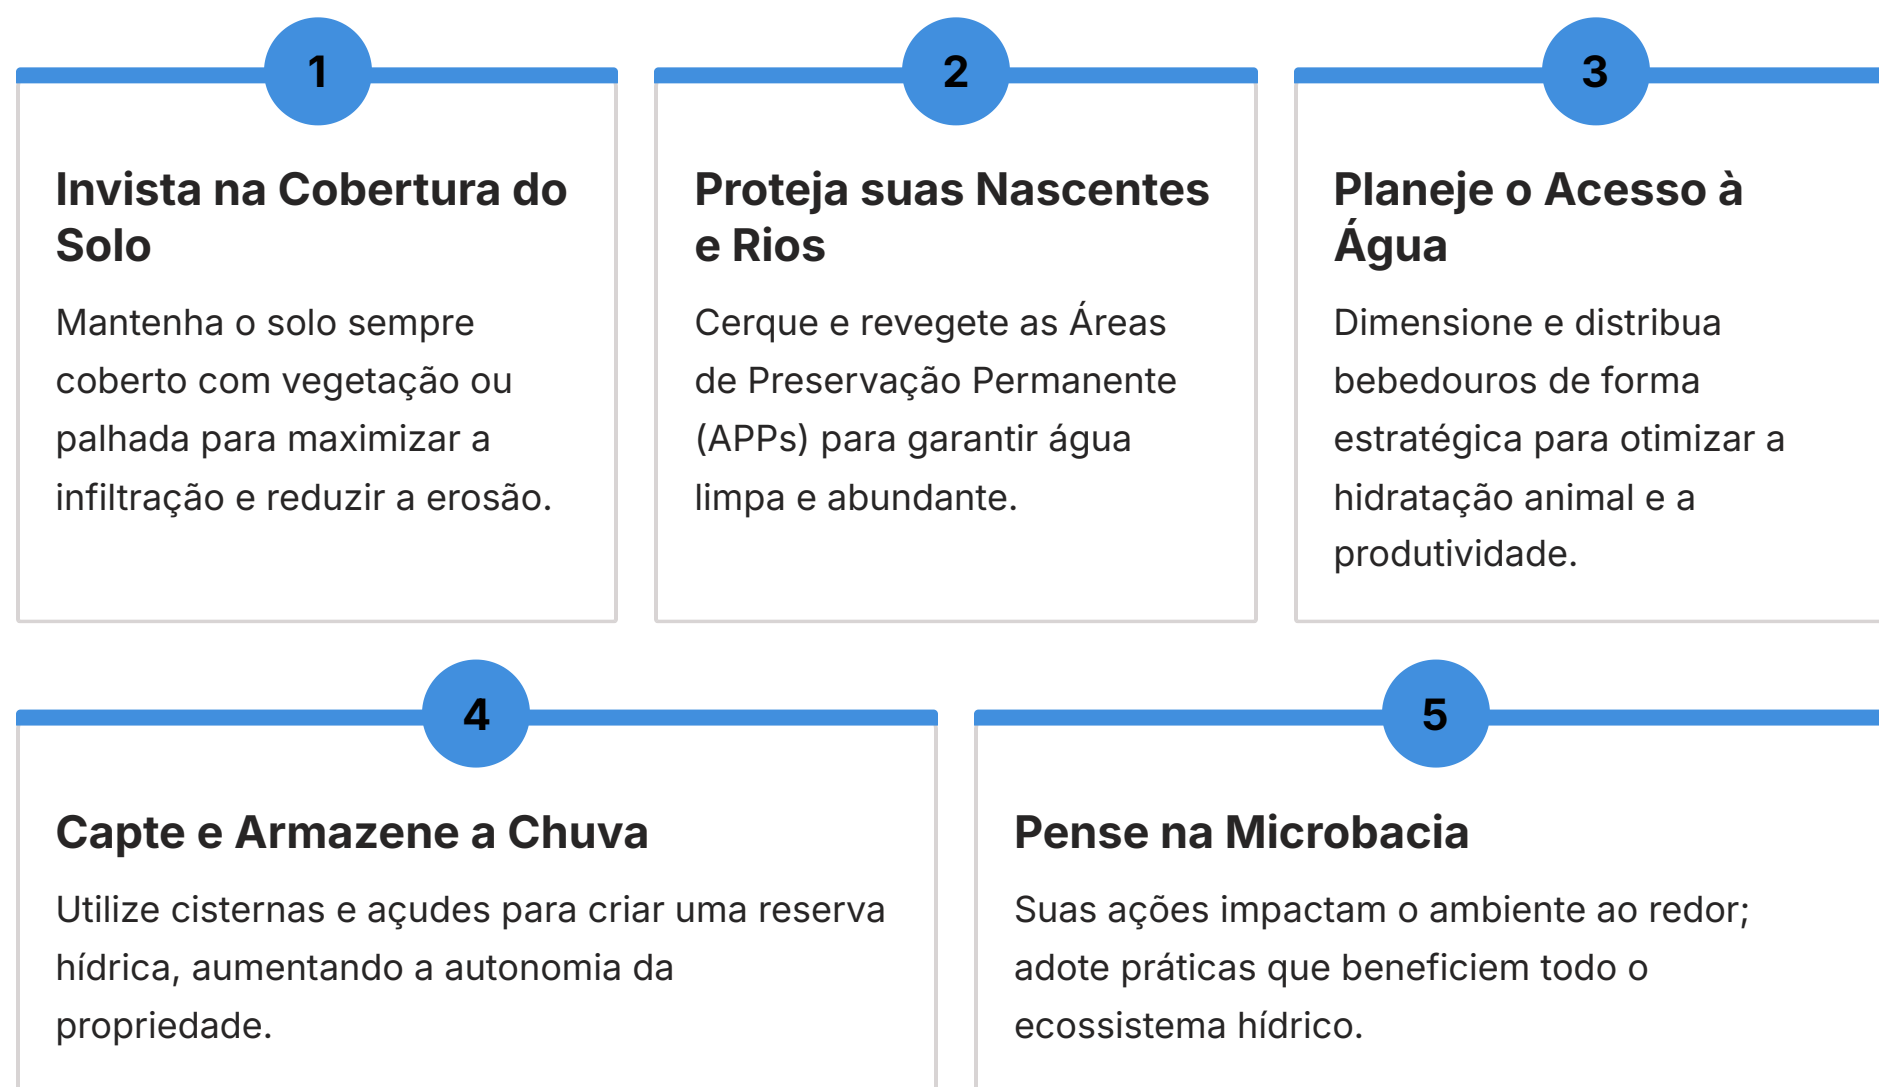 1
Invista na Cobertura do
Solo
Mantenha o solo sempre
coberto com vegetação ou
palhada para maximizar a
infiltração e reduzir a erosão.
2
Proteja suas Nascentes
e Rios
Cerque e revegete as Áreas
de Preservação Permanente
(APPs) para garantir água
limpa e abundante.
3
Planeje o Acesso à
Água
Dimensione e distribua
bebedouros de forma
estratégica para otimizar a
hidratação animal e a
produtividade.
4
Capte e Armazene a Chuva
Utilize cisternas e açudes para criar uma reserva
hídrica, aumentando a autonomia da
propriedade.
5
Pense na Microbacia
Suas ações impactam o ambiente ao redor;
adote práticas que beneficiem todo o
ecossistema hídrico.